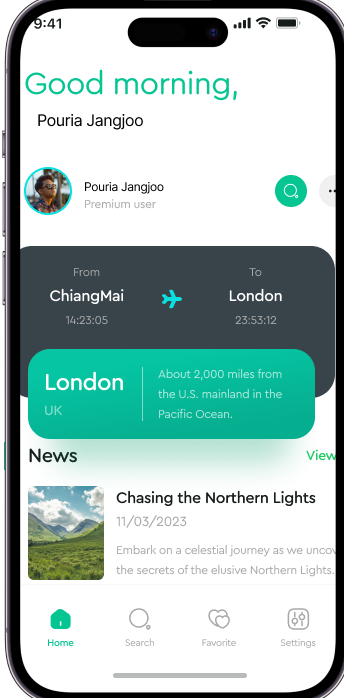 9:41
Good morning,
Pouria Jangjoo
Pouria Jangjoo
Premium user
From
To
ChiangMai
London
14:23:05
23:53:12
London
UK
About 2,000 miles from
the U.S. mainland in the
Pacific Ocean.
News
View
Chasing the Northern Lights
11/03/2023
Embark on a celestial journey as we uncov
the secrets of the elusive Northern Lights.
Home
Search
Favorite
Settings